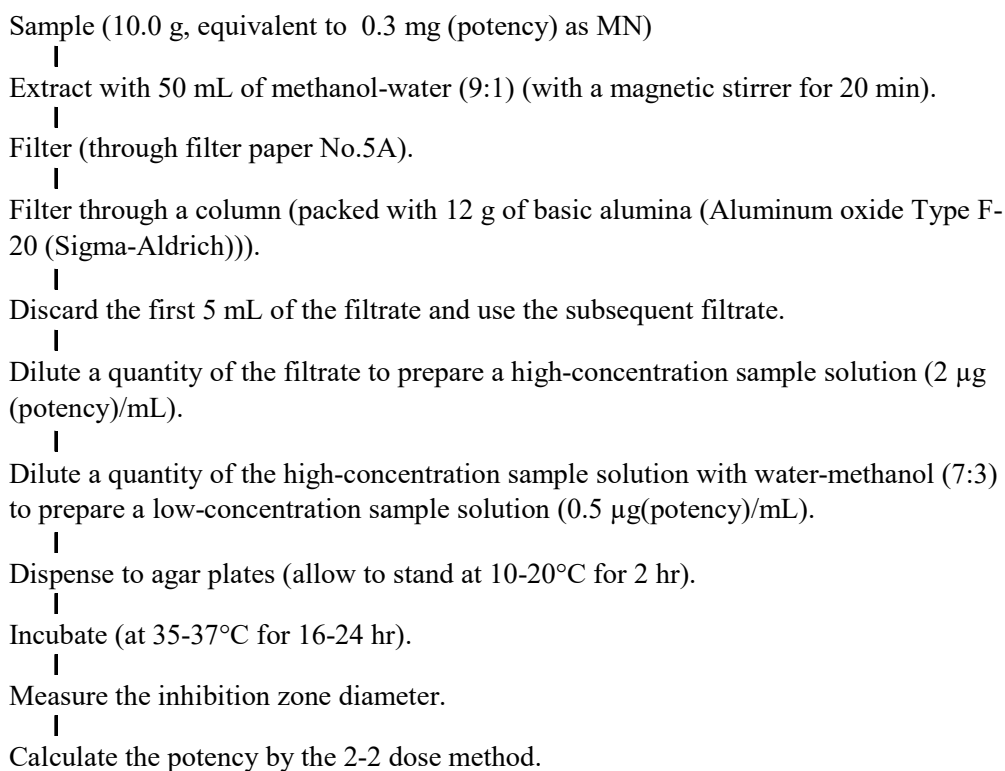 Sample (10.0 g, equivalent to  0.3 mg (potency) as MN)
Extract with 50 mL of methanol-water (9:1) (with a magnetic stirrer for 20 min).
Filter (through filter paper No.5A).
Filter through a column (packed with 12 g of basic alumina (Aluminum oxide Type F-
20 (Sigma-Aldrich))).
Discard the first 5 mL of the filtrate and use the subsequent filtrate.
Dilute a quantity of the filtrate to prepare a high-concentration sample solution (2 µg
(potency)/mL).
Dilute a quantity of the high-concentration sample solution with water-methanol (7:3)
to prepare a low-concentration sample solution (0.5 µg(potency)/mL).
Dispense to agar plates (allow to stand at 10-20°C for 2 hr).
Incubate (at 35-37°C for 16-24 hr).
Measure the inhibition zone diameter.
Calculate the potency by the 2-2 dose method.